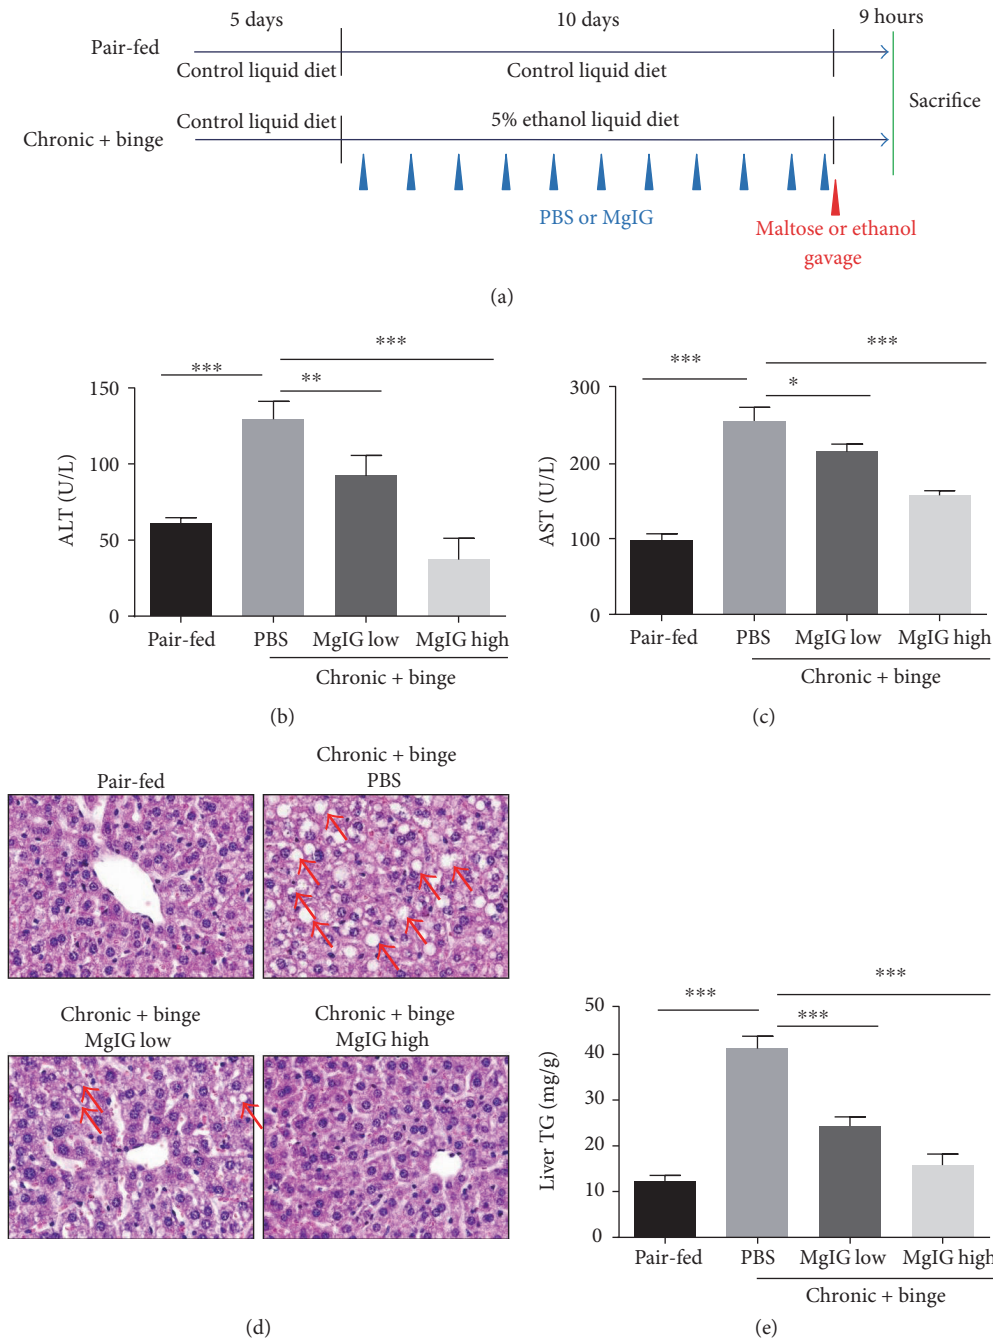 5 days
10 days
9 hours
Pair-fed
Control liquid diet
Control liquid diet
Sacrifice
Control liquid diet
5% ethanol liquid diet
Chronic + binge
PBS or MgIG
Maltose or ethanol
gavage
(a)
***
***
**
150
100
50
0
ALT (U/L)
Pair-fed
PBS
MgIG low
MgIG high
Chronic + binge
(b)
***
***
*
300
200
100
0
AST (U/L)
Pair-fed
PBS
MgIG low
MgIG high
Chronic + binge
(c)
Pair-fed
Chronic + binge
PBS
Chronic + binge
MgIG low
Chronic + binge
MgIG high
(d)
***
***
***
50
40
30
20
10
0
Liver TG (mg/g)
Pair-fed
PBS
MgIG low
MgIG high
Chronic + binge
(e)